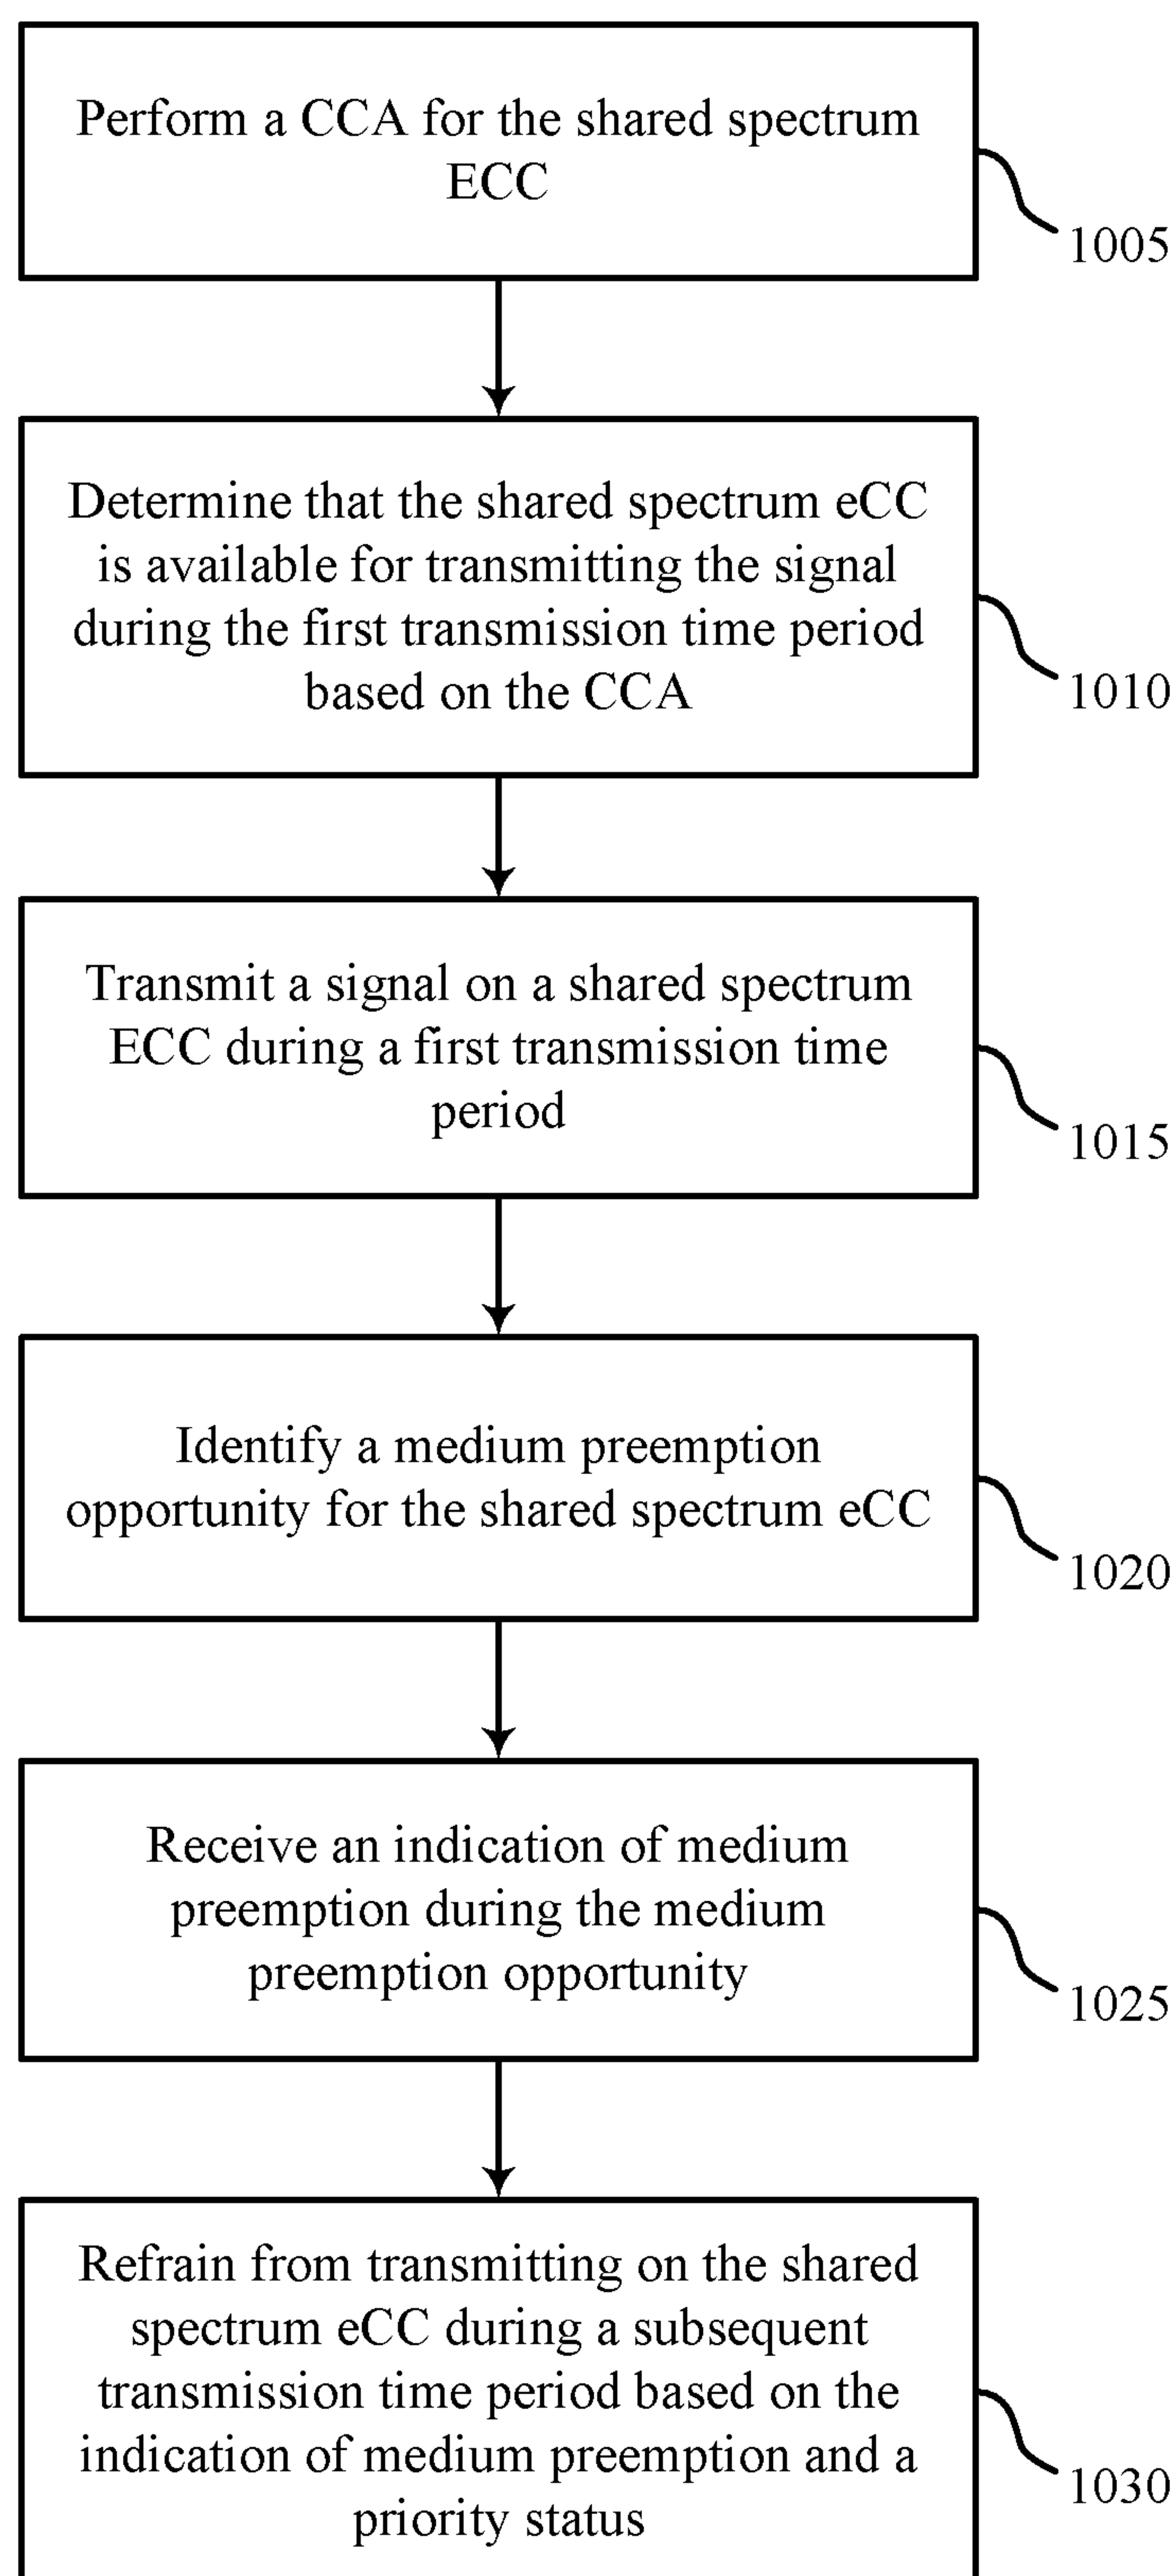 Perform a CCA for the shared spectrum
ECC
1005
Determine that the shared spectrum eCC
is available for transmitting the signal
during the first transmission time period
based on the CCA
1010
Transmit a signal on a shared spectrum
ECC during a first transmission time
period
1015
Identify a medium preemption
opportunity for the shared spectrum eCC
1020
Receive an indication of medium
preemption during the medium
preemption opportunity
1025
Refrain from transmitting on the shared
spectrum eCC during a subsequent
transmission time period based on the
indication of medium preemption and a
priority status
1030